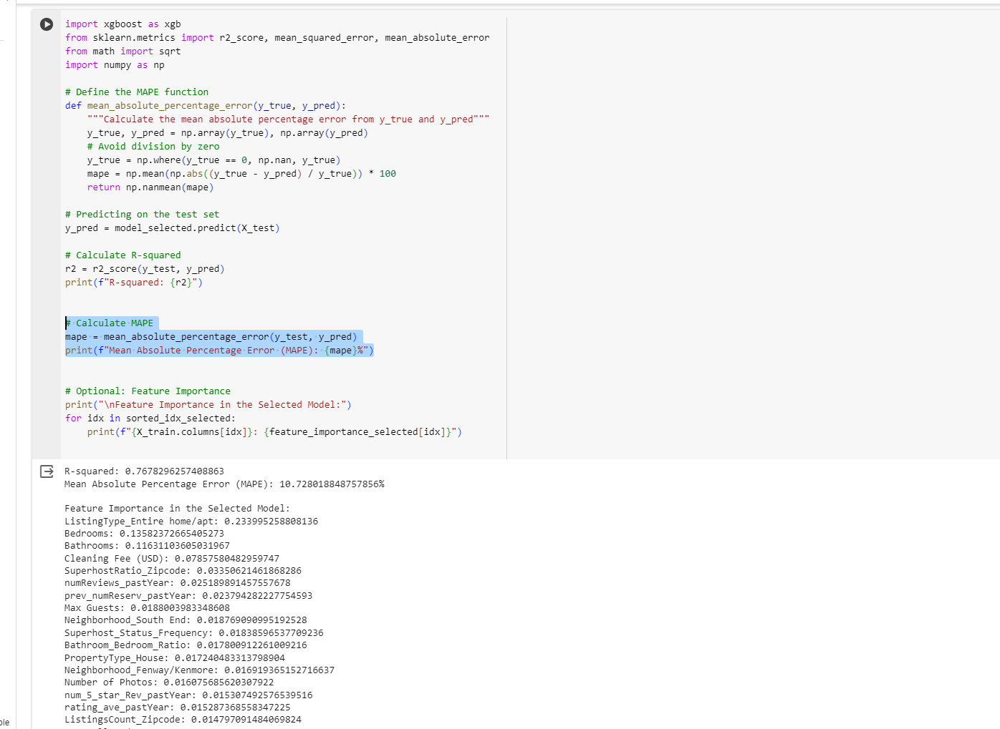 import xgboost as xgb
from sklearn.metrics import r2_score, mean_squared_error, mean_absolute_error
from math import sqrt
import numpy as np
# Define the MAPE function
def mean_absolute_percentage_error(y_true, y_pred):
    """Calculate the mean absolute percentage error from y_true and y_pred"""
    y_true, y_pred = np.array(y_true), np.array(y_pred)
    # Avoid division by zero
    y_true = np.where(y_true == 0, np.nan, y_true)
    mape = np.mean(np.abs((y_true - y_pred) / y_true)) * 100
    return np.nanmean(mape)
# Predicting on the test set
y_pred = model_selected.predict(X_test)
# Calculate R-squared
r2 = r2_score(y_test, y_pred)
print(f"R-squared: {r2}")
# Calculate MAPE
mape = mean_absolute_percentage_error(y_test, y_pred)
print(f"Mean Absolute Percentage Error (MAPE): {mape}%")
# Optional: Feature Importance
print("\nFeature Importance in the Selected Model:")
for idx in sorted_idx_selected:
    print(f"{X_train.columns[idx]}: {feature_importance_selected[idx]}")
R-squared: 0.7678296257408863
Mean Absolute Percentage Error (MAPE): 10.728018848757856%
Feature Importance in the Selected Model:
ListingType_Entire home/apt: 0.233995258808136
Bedrooms: 0.13582372665405273
Bathrooms: 0.11631103605031967
Cleaning Fee (USD): 0.07857580482959747
SuperhostRatio_Zipcode: 0.03350621461868286
numReviews_pastYear: 0.025189891457557678
prev_numReserv_pastYear: 0.023794282227754593
Max Guests: 0.0188003983348608
Neighborhood_South End: 0.018769090995192528
Superhost_Status_Frequency: 0.01838596537709236
Bathroom_Bedroom_Ratio: 0.017800912261009216
PropertyType_House: 0.017240483313798904
Neighborhood_Fenway/Kenmore: 0.016919365152716637
Number of Photos: 0.016075685620307922
num_5_star_Rev_pastYear: 0.015307492576539516
rating_ave_pastYear: 0.015287368558347225
ListingsCount_Zipcode: 0.014797091484069824